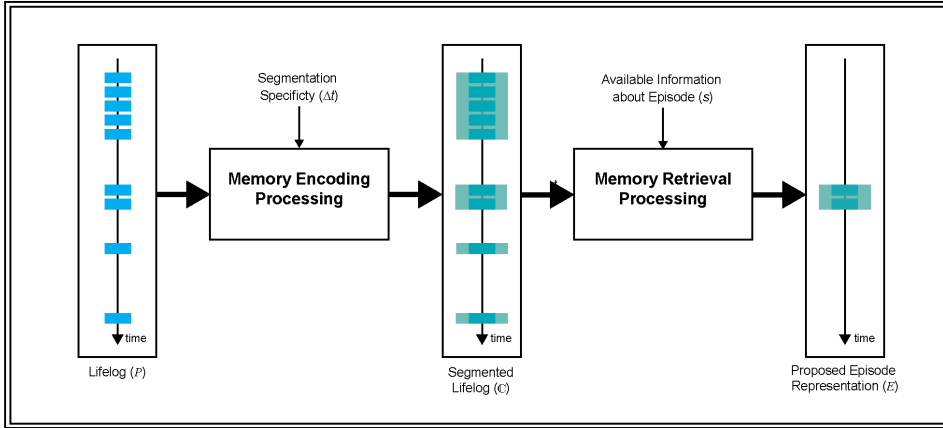 Segmentation
Specificty (Δt)
Available Information
about Episode (s)
Memory Encoding
Processing
Memory Retrieval
Processing
time
time
time
Lifelog (P)
Segmented
Lifelog (ℂ)
Proposed Episode
Representation (E)